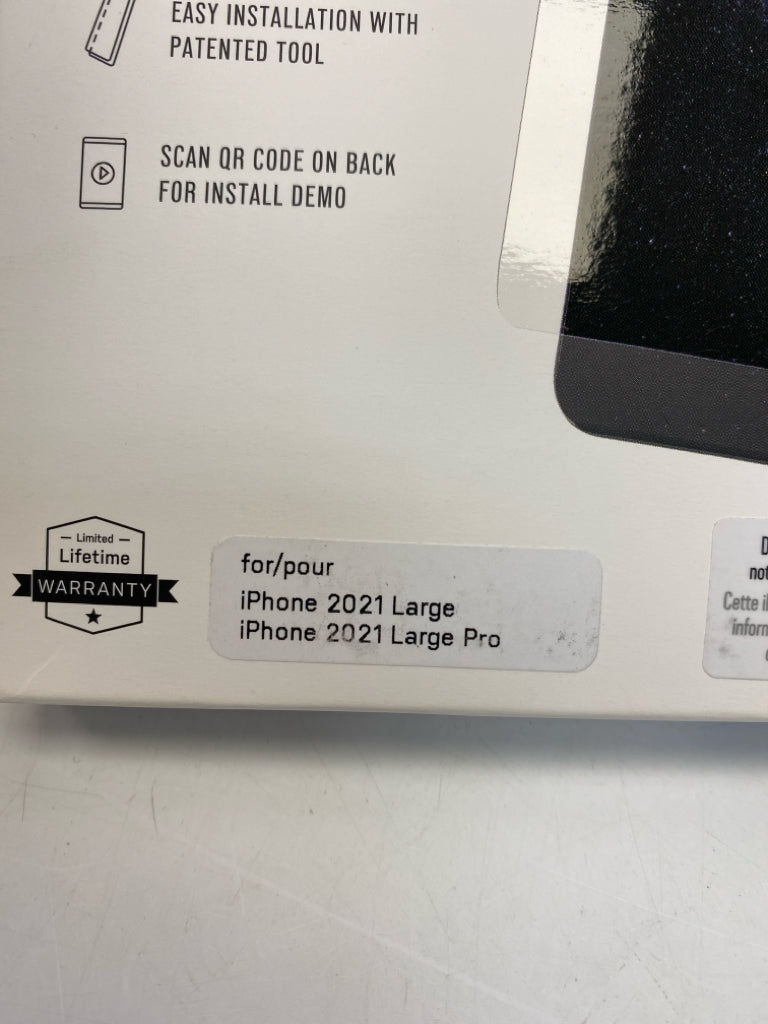 EASY INSTALLATION WITH
PATENTED TOOL
SCAN QR CODE ON BACK
FOR INSTALL DEMO
Limited
Lifetime
WARRANTY
for/pour
iPhone 2021 Large
iPhone 2021 Large Pro
not
Cette